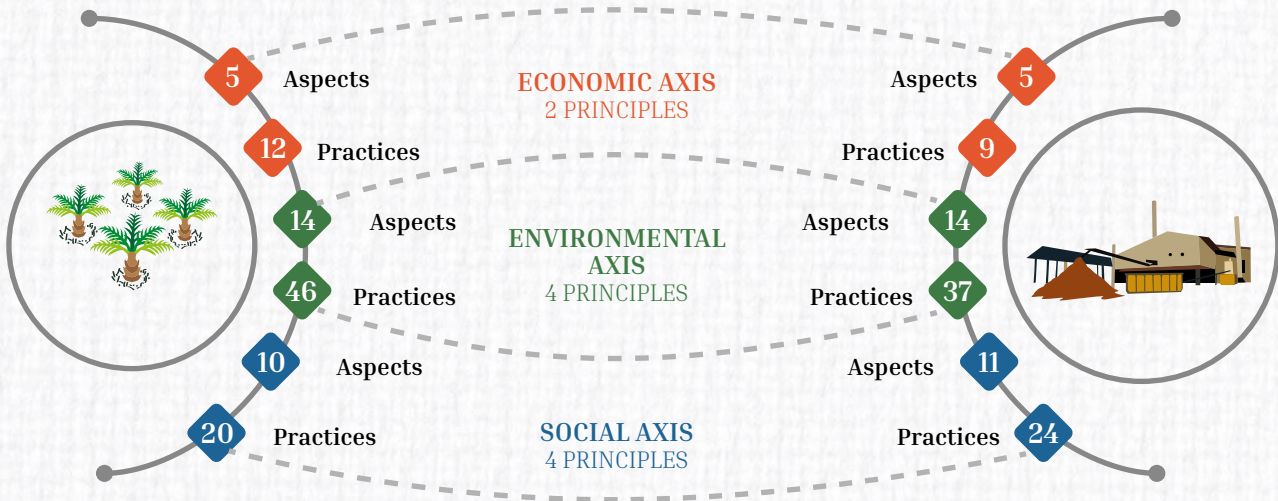 5
Aspects
12
Practices
14
Aspects
46
Practices
10
Aspects
20
Practices
ECONOMIC AXIS
2 PRINCIPLES
ENVIRONMENTAL
AXIS
4 PRINCIPLES
SOCIAL AXIS
4 PRINCIPLES
Aspects
5
Practices
9
Aspects
14
Practices
37
Aspects
11
Practices
24